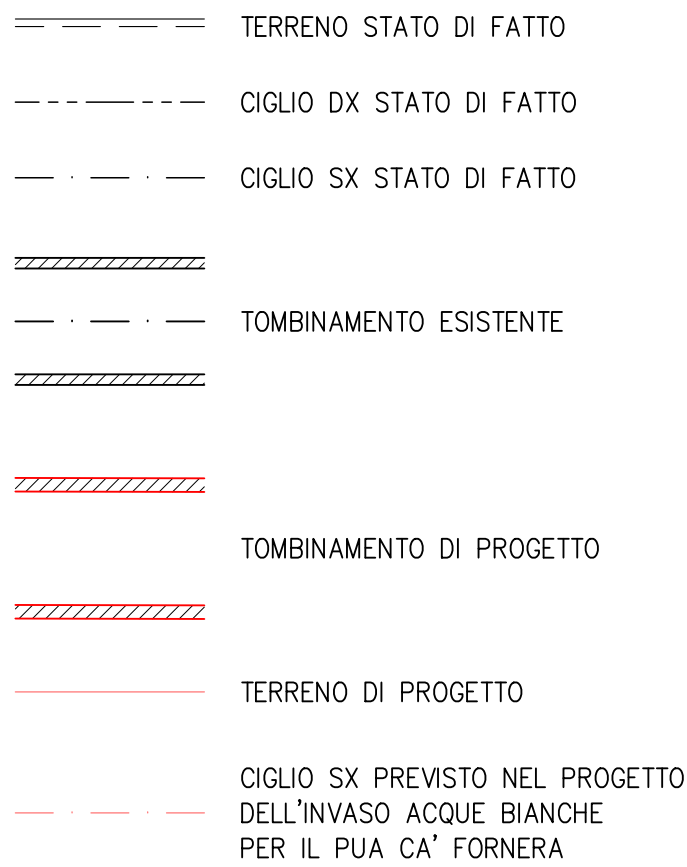 TERRENO STATO DI FATTO
CIGLIO DX STATO DI FATTO
CIGLIO SX STATO DI FATTO
TOMBINAMENTO ESISTENTE
TOMBINAMENTO DI PROGETTO
TERRENO DI PROGETTO
CIGLIO SX PREVISTO NEL PROGETTO
DELL'INVASO ACQUE BIANCHE
PER IL PUA CA' FORNERA